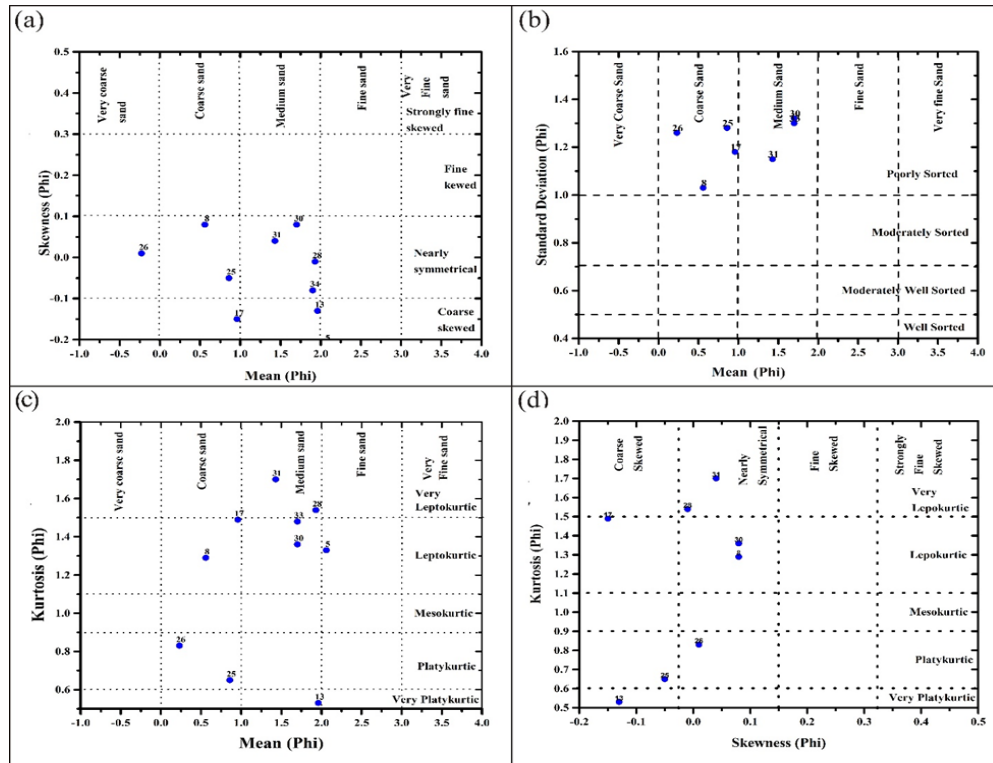 (a)
0.5
0.4
0.3
0.2
0.1
0.0
-0.1
-0.2
Skewness (Phi)
Very coarse
sand
Coarse sand
Medium sand
Fine sand
Very
Fine sand
Strongly fine
skewed
Fine
kewed
Nearly
symmetrical
Coarse
skewed
26
8
25
17
31
30
28
34
13
5
-1.0 -0.5 0.0 0.5 1.0 1.5 2.0 2.5 3.0 3.5 4.0
Mean (Phi)
(b)
1.6
1.4
1.2
1.0
0.8
0.6
0.4
Standard Deviation (Phi)
Very Coarse Sand
Coarse Sand
Medium Sand
Fine Sand
Very fine Sand
Poorly Sorted
Moderately Sorted
Moderately Well Sorted
Well Sorted
26
25
17
8
31
30
-1.0 -0.5 0.0 0.5 1.0 1.5 2.0 2.5 3.0 3.5 4.0
Mean (Phi)
(c)
2.0
1.8
1.6
1.4
1.2
1.0
0.8
0.6
Kurtosis (Phi)
Very coarse sand
Coarse sand
Medium sand
Fine sand
Very
Fine sand
Very
Leptokurtic
Leptokurtic
Mesokurtic
Platykurtic
Very Platykurtic
31
28
17
33
30
5
8
26
25
13
-1.0 -0.5 0.0 0.5 1.0 1.5 2.0 2.5 3.0 3.5 4.0
Mean (Phi)
(d)
2.0
1.9
1.8
1.7
1.6
1.5
1.4
1.3
1.2
1.1
1.0
0.9
0.8
0.7
0.6
0.5
Kurtosis (Phi)
Coarse
Skewed
Nearly
Symmetrical
Fine
Skewed
Strongly
Fine
Skewed
Very
Lepokurtic
Lepokurtic
Mesokurtic
Platykurtic
Very Platykurtic
31
17
30
8
26
25
13
-0.2 -0.1 0.0 0.1 0.2 0.3 0.4 0.5
Skewness (Phi)